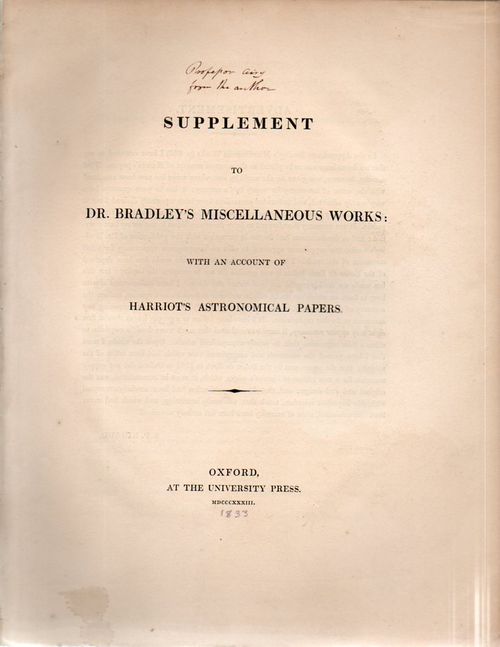 Professor Airy
from the author
SUPPLEMENT
TO
DR. BRADLEY'S MISCELLANEOUS WORKS:
WITH AN ACCOUNT OF
HARRIOT'S ASTRONOMICAL PAPERS.
OXFORD,
AT THE UNIVERSITY PRESS.
MDCCCXXXIII.
1833